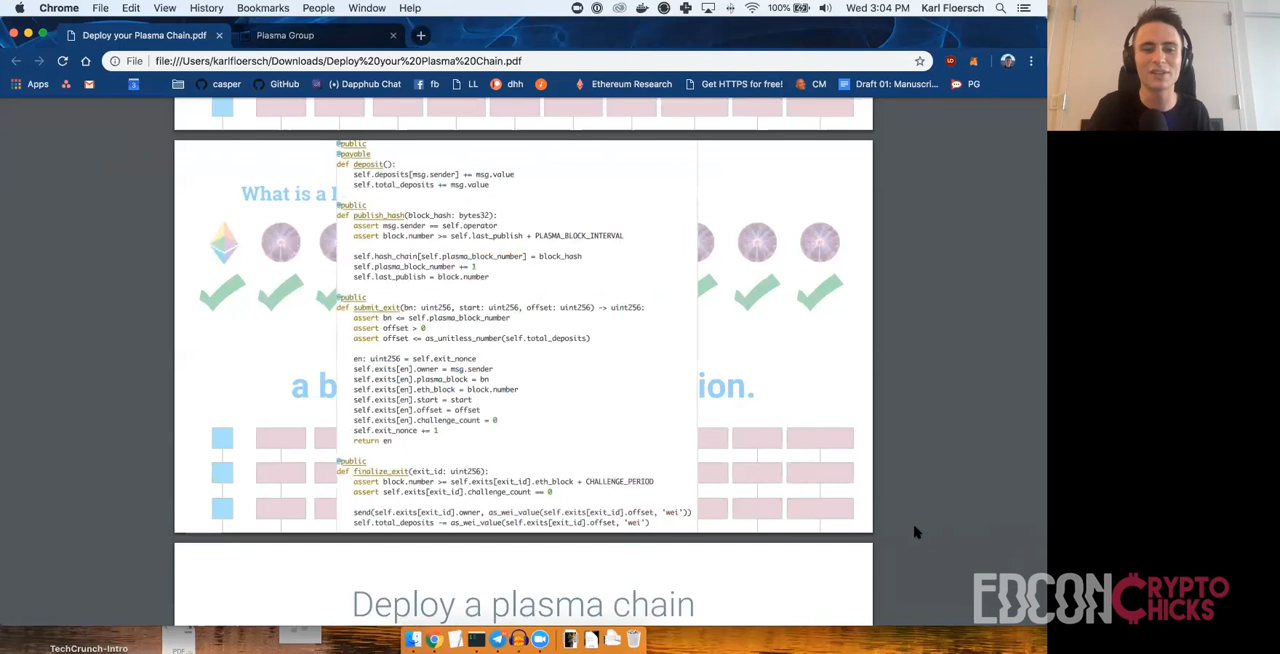 Chrome File Edit View History Bookmarks People Window Help
100% Wed 3:04 PM Karl Floersch
Deploy your Plasma Chain.pdf
Plasma Group
File file:///Users/karlfloersch/Downloads/Deploy%20your%20Plasma%20Chain.pdf
Apps casper GitHub (•) Dapphub Chat fb LL dhh Ethereum Research Get HTTPS for free! CM Draft 01: Manuscri... PG
@public
@payable
def deposit():
self.deposits[msg.sender] += msg.value
self.total_deposits += msg.value
What is a
@public
def publish_hash(block_hash: bytes32):
assert msg.sender == self.operator
assert block.number >= self.last_publish + PLASMA_BLOCK_INTERVAL
self.hash_chain[self.plasma_block_number] = block_hash
self.plasma_block_number += 1
self.last_publish = block.number
@public
def submit_exit(bn: uint256, start: uint256, offset: uint256) -> uint256:
assert bn <= self.plasma_block_number
assert offset > 0
assert offset <= as_unitless_number(self.total_deposits)
en: uint256 = self.exit_nonce
self.exits[en].owner = msg.sender
self.exits[en].plasma_block = bn
self.exits[en].eth_block = block.number
self.exits[en].start = start
self.exits[en].offset = offset
self.exits[en].challenge_count = 0
self.exit_nonce += 1
return en
a b
ion.
@public
def finalize_exit(exit_id: uint256):
assert block.number >= self.exits[exit_id].eth_block + CHALLENGE_PERIOD
assert self.exits[exit_id].challenge_count == 0
send(self.exits[exit_id].owner, as_wei_value(self.exits[exit_id].offset, 'wei'))
self.total_deposits -= as_wei_value(self.exits[exit_id].offset, 'wei')
Deploy a plasma chain
EDCON CRYPTO CHICKS
TechCrunch-Intro
PDF